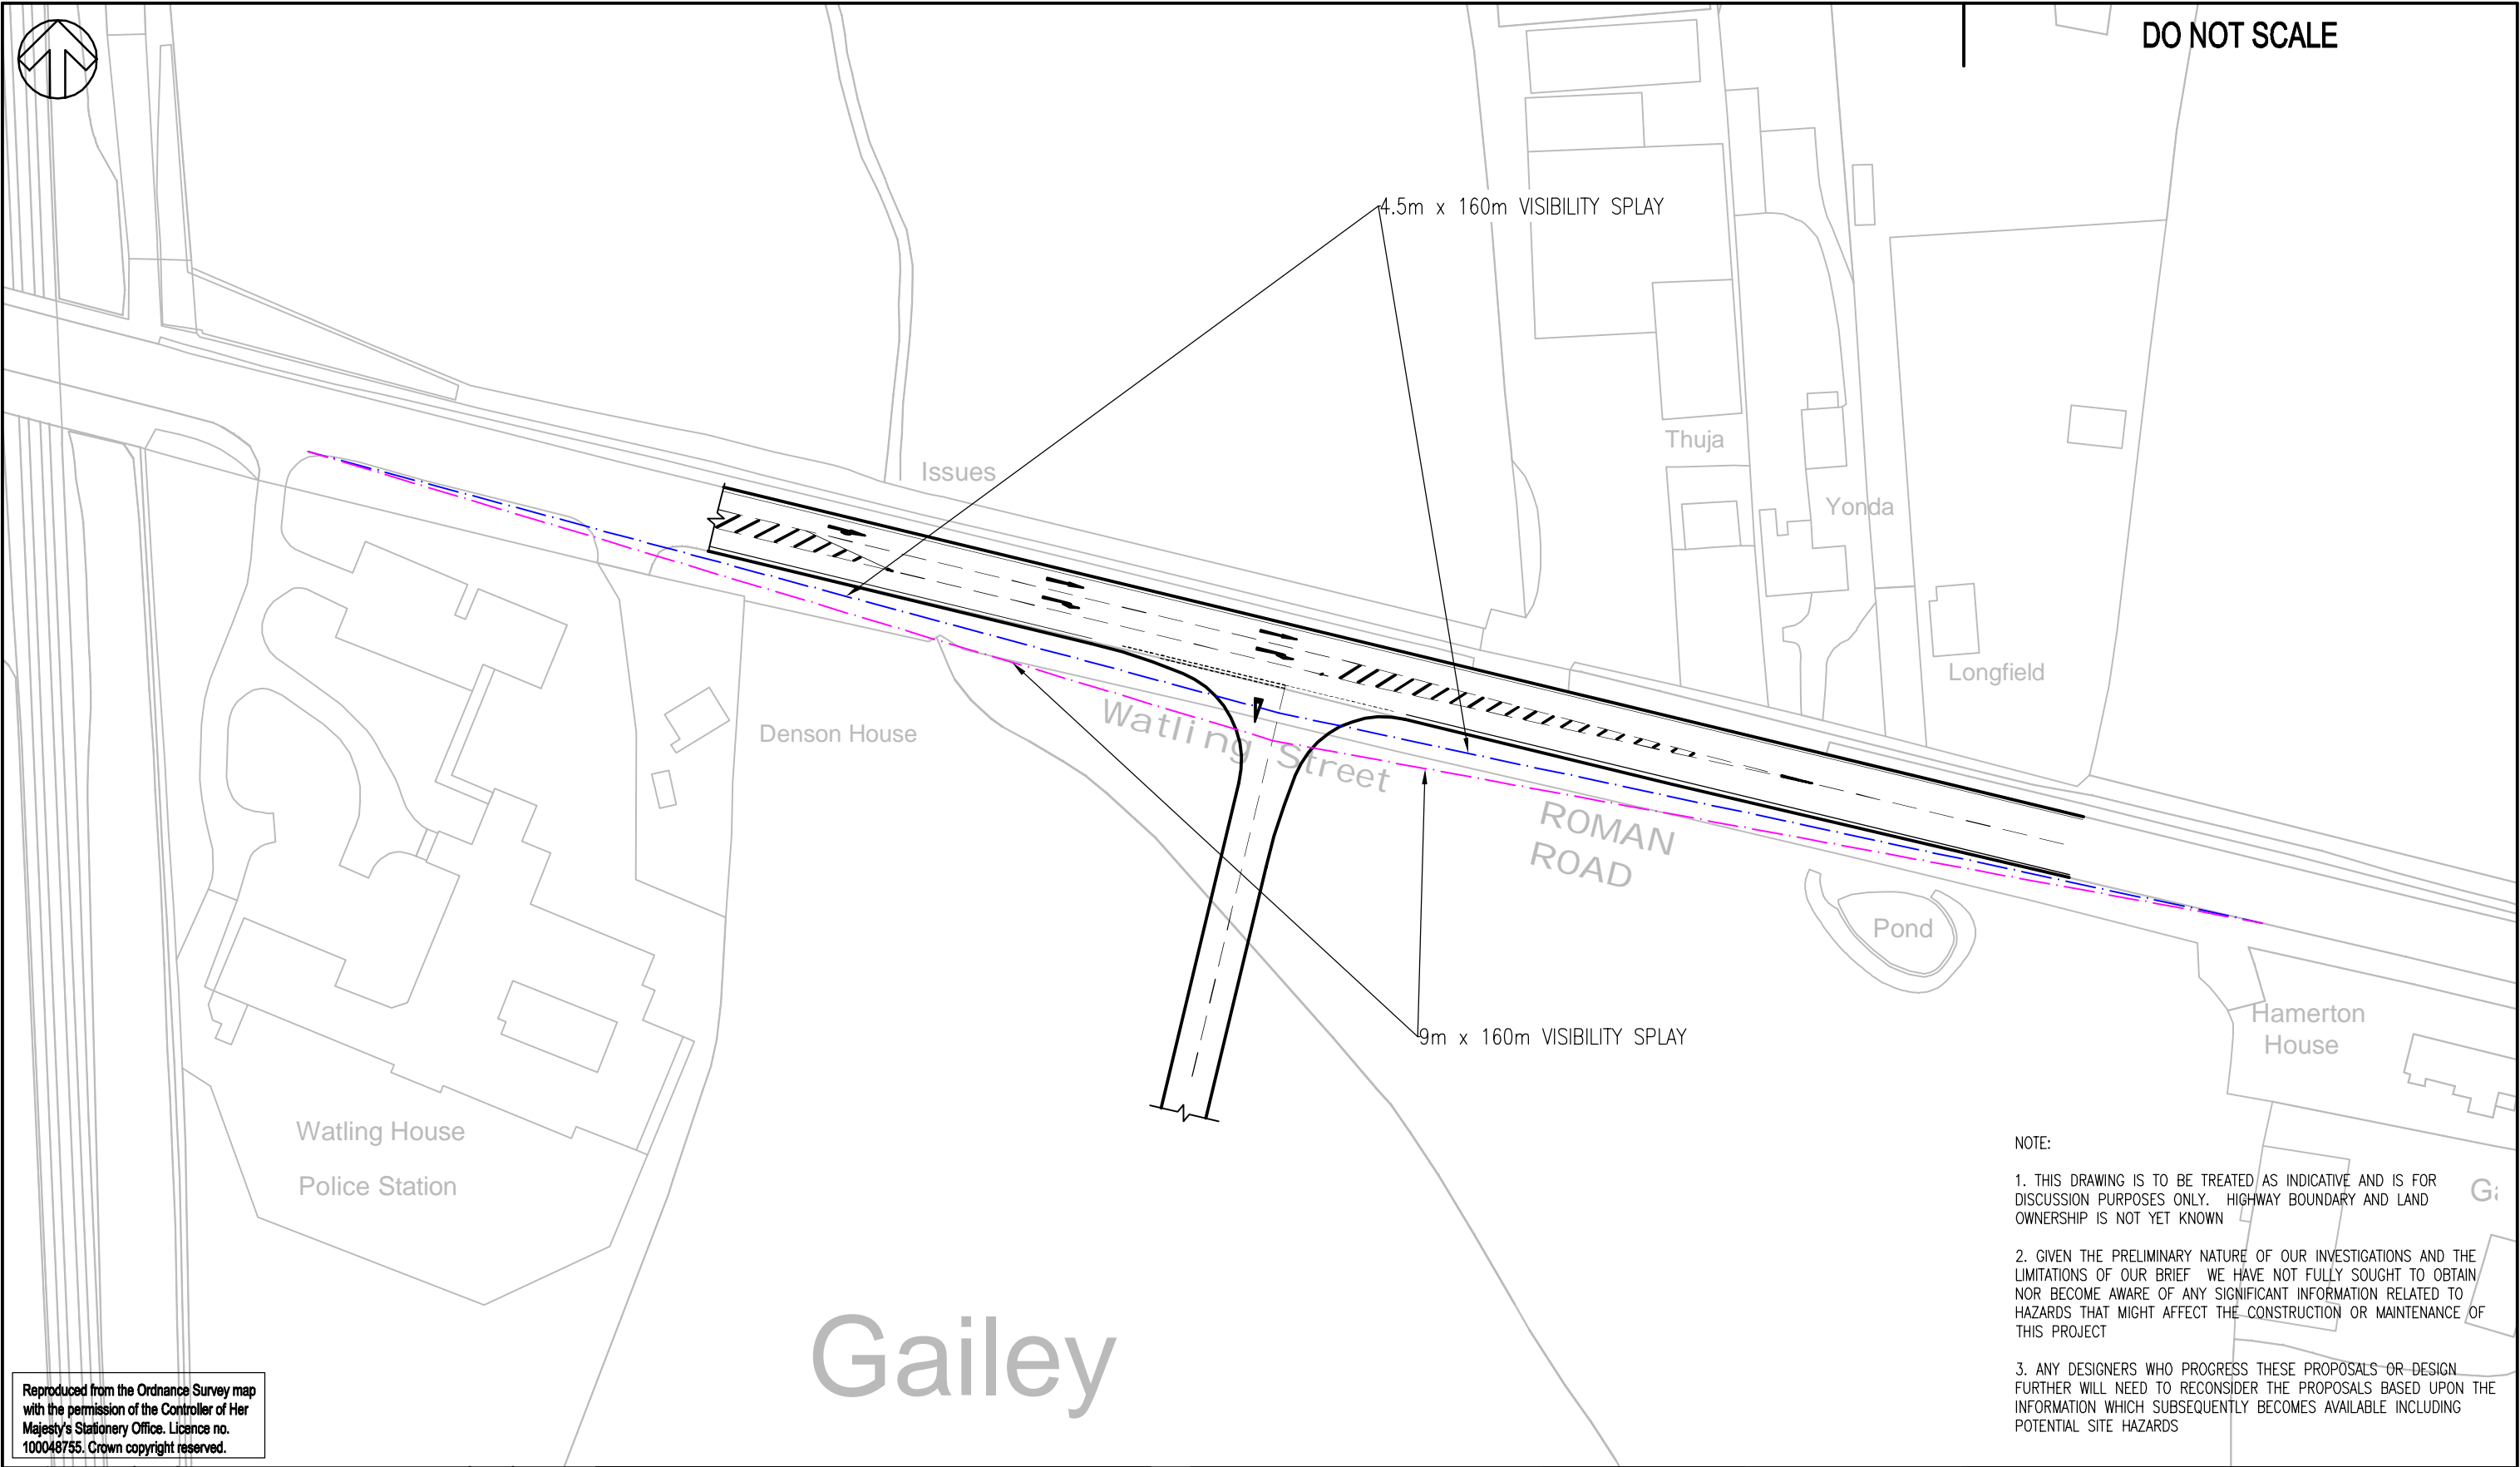 DO NOT SCALE
4.5m x 160m VISIBILITY SPLAY
Issues
Thuja
Yonda
Longfield
Denson House
Watling Street
ROMAN
ROAD
Pond
Hamerton
House
9m x 160m VISIBILITY SPLAY
Watling House
Police Station
Gailey
NOTE:
1. THIS DRAWING IS TO BE TREATED AS INDICATIVE AND IS FOR
DISCUSSION PURPOSES ONLY. HIGHWAY BOUNDARY AND LAND
OWNERSHIP IS NOT YET KNOWN
2. GIVEN THE PRELIMINARY NATURE OF OUR INVESTIGATIONS AND THE
LIMITATIONS OF OUR BRIEF WE HAVE NOT FULLY SOUGHT TO OBTAIN
NOR BECOME AWARE OF ANY SIGNIFICANT INFORMATION RELATED TO
HAZARDS THAT MIGHT AFFECT THE CONSTRUCTION OR MAINTENANCE OF
THIS PROJECT
3. ANY DESIGNERS WHO PROGRESS THESE PROPOSALS OR DESIGN
FURTHER WILL NEED TO RECONSIDER THE PROPOSALS BASED UPON THE
INFORMATION WHICH SUBSEQUENTLY BECOMES AVAILABLE INCLUDING
POTENTIAL SITE HAZARDS
Reproduced from the Ordnance Survey map
with the permission of the Controller of Her
Majesty's Stationery Office. Licence no.
100048755. Crown copyright reserved.